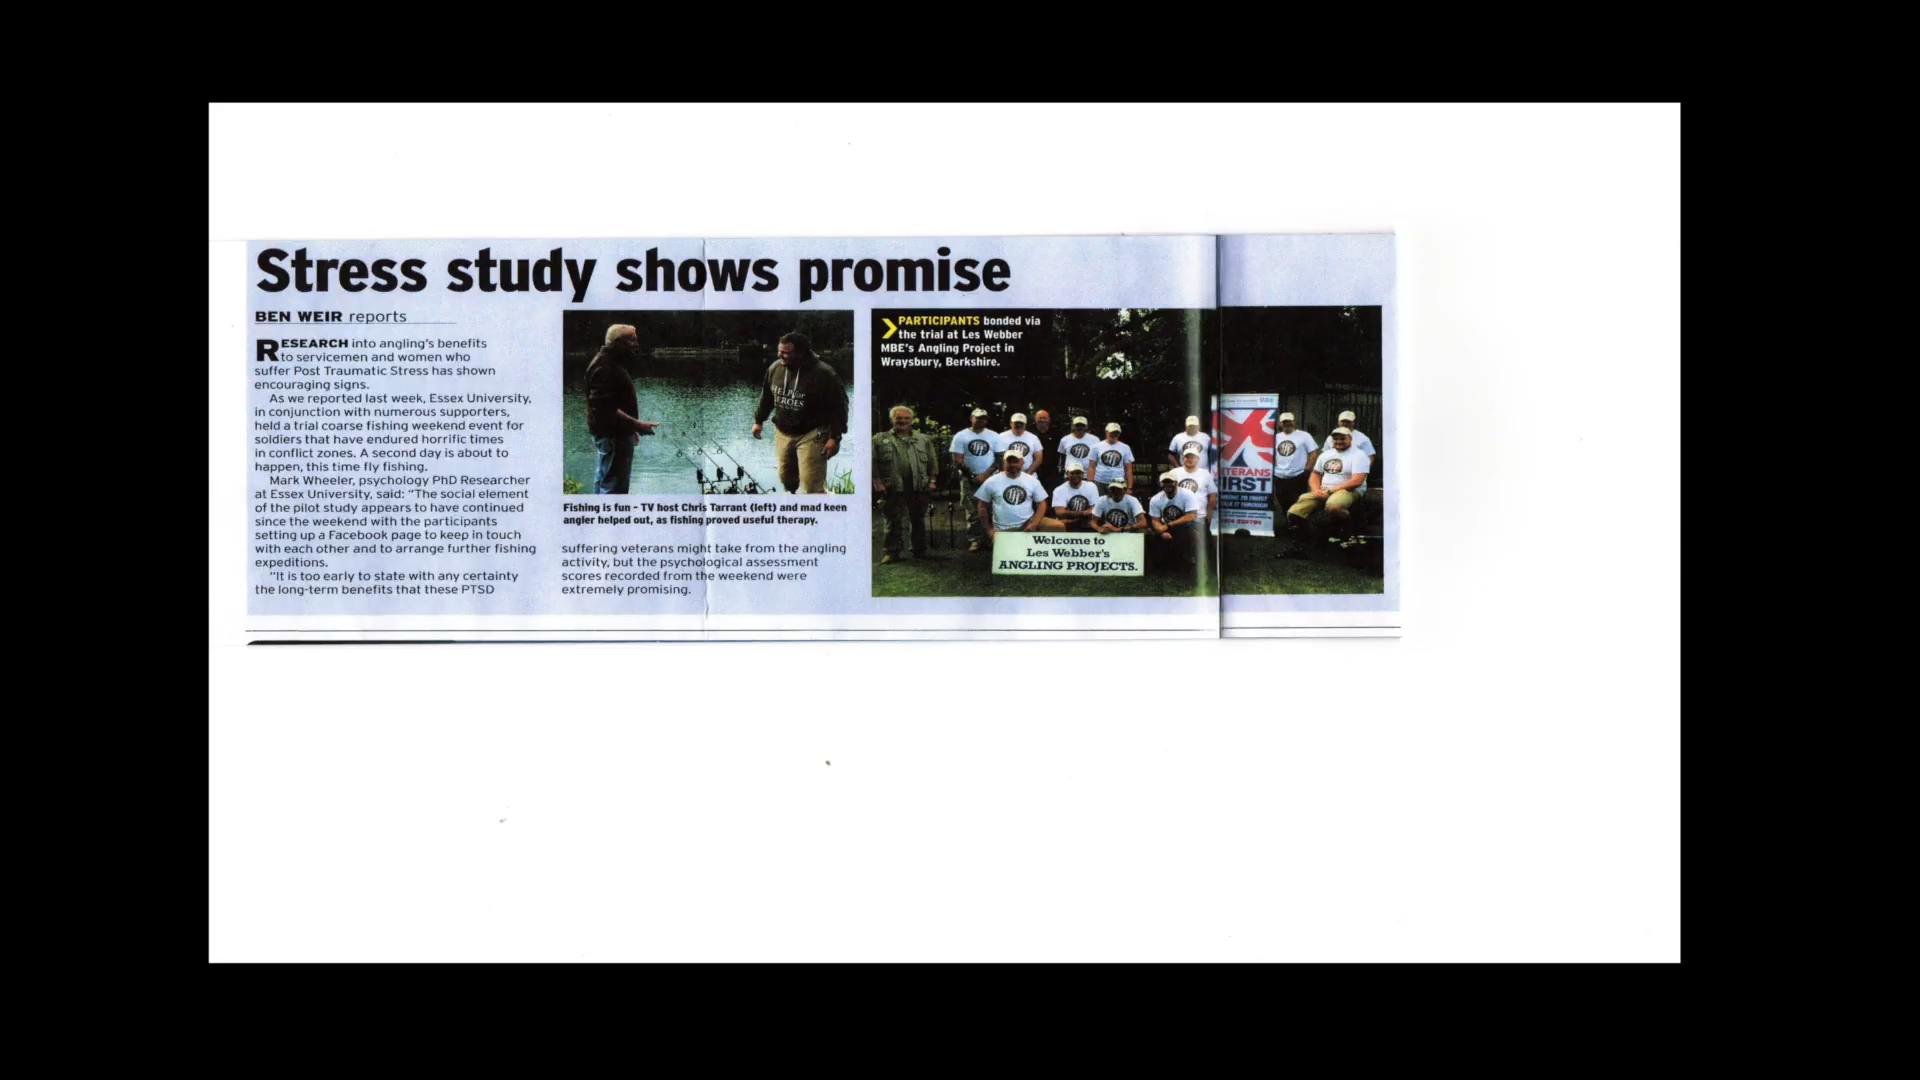 Stress study shows promise
BEN WEIR reports
RESEARCH into angling's benefits
to servicemen and women who
suffer Post Traumatic Stress has shown
encouraging signs.
As we reported last week, Essex University,
in conjunction with numerous supporters,
held a trial coarse fishing weekend event for
soldiers that have endured horrific times
in conflict zones. A second day is about to
happen, this time fly fishing.
Mark Wheeler, psychology PhD Researcher
at Essex University, said: “The social element
of the pilot study appears to have continued
since the weekend with the participants
setting up a Facebook page to keep in touch
with each other and to arrange further fishing
expeditions.
“It is too early to state with any certainty
the long-term benefits that these PTSD
HELP for
HEROES
Fishing is fun - TV host Chris Tarrant (left) and mad keen
angler helped out, as fishing proved useful therapy.
suffering veterans might take from the angling
activity, but the psychological assessment
scores recorded from the weekend were
extremely promising.
PARTICIPANTS bonded via
the trial at Les Webber
MBE's Angling Project in
Wraysbury, Berkshire.
VETERANS
FIRST
Welcome to
Les Webber's
ANGLING PROJECTS.